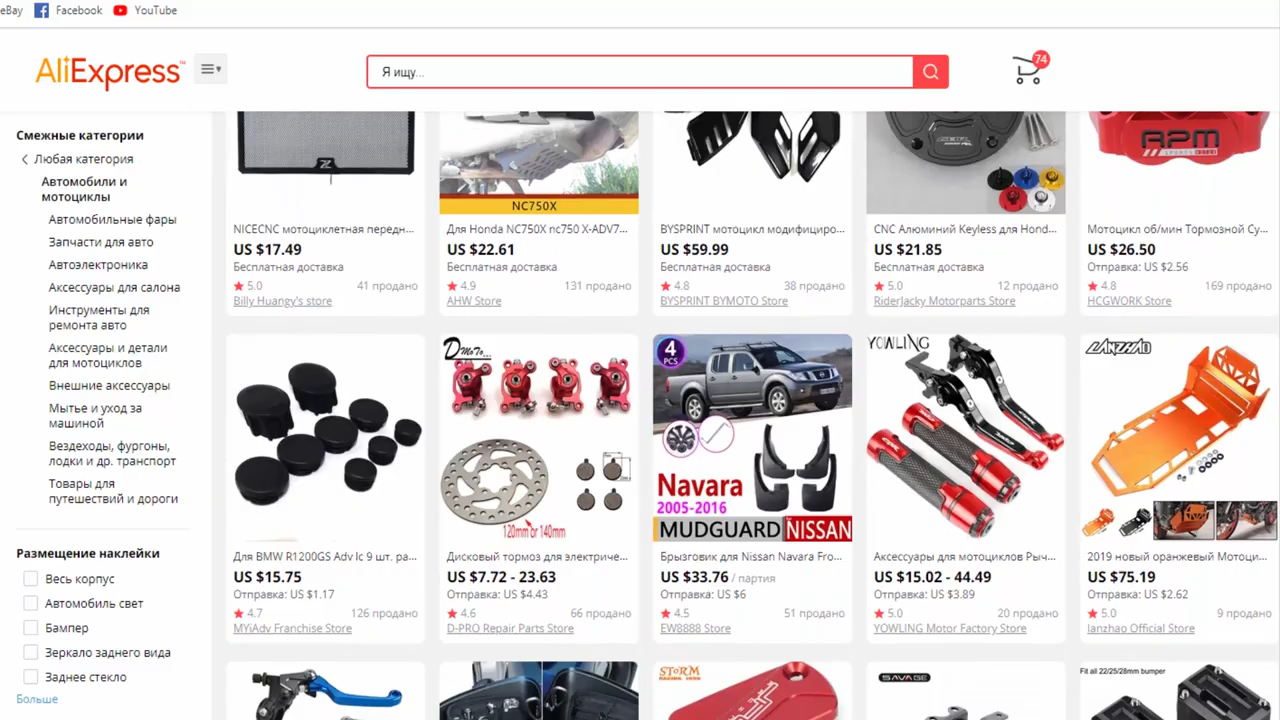 eBay
Facebook
YouTube
AliExpress™
Я ищу...
74
Смежные категории
Любая категория
Автомобили и
мотоциклы
Автомобильные фары
Запчасти для авто
Автоэлектроника
Аксессуары для салона
Инструменты для
ремонта авто
Аксессуары и детали
для мотоциклов
Внешние аксессуары
Мытье и уход за
машиной
Вездеходы, фургоны,
лодки и др. транспорт
Товары для
путешествий и дороги
Размещение наклейки
Весь корпус
Автомобиль свет
Бампер
Зеркало заднего вида
Заднее стекло
Больше
NICECNC мотоциклетная передн...
US $17.49
Бесплатная доставка
5.0
41 продано
Billy Huangy's store
NC750X
Для Honda NC750X nc750 X-ADV7...
US $22.61
Бесплатная доставка
4.9
131 продано
AHW Store
BYSPRINT мотоцикл модифициро...
US $59.99
Бесплатная доставка
4.8
38 продано
BYSPRINT BYMOTO Store
CNC Алюминий Keyless для Hond...
US $21.85
Бесплатная доставка
5.0
12 продано
RiderJacky Motorparts Store
APM
Мотоцикл об/мин Тормозной Су...
US $26.50
Отправка: US $2.56
4.8
169 продано
HCGWORK Store
Для BMW R1200GS Adv lc 9 шт. ра...
US $15.75
Отправка: US $1.17
4.7
126 продано
MYiAdv Franchise Store
120mm or 140mm
Дисковый тормоз для электриче...
US $7.72 - 23.63
Отправка: US $4.43
4.6
66 продано
D-PRO Repair Parts Store
4
PCS
Navara
2005-2016
MUDGUARD NISSAN
Брызговик для Nissan Navara Fro...
US $33.76 / партия
Отправка: US $6
4.5
51 продано
EW8888 Store
YOWLING
Аксессуары для мотоциклов Рыч...
US $15.02 - 44.49
Отправка: US $3.89
5.0
20 продано
YOWLING Motor Factory Store
LANZHAO
2019 новый оранжевый Мотоци...
US $75.19
Отправка: US $2.62
5.0
9 продано
lanzhao Official Store
STORM
SAVAGE
Fit all 22/25/28mm bumper